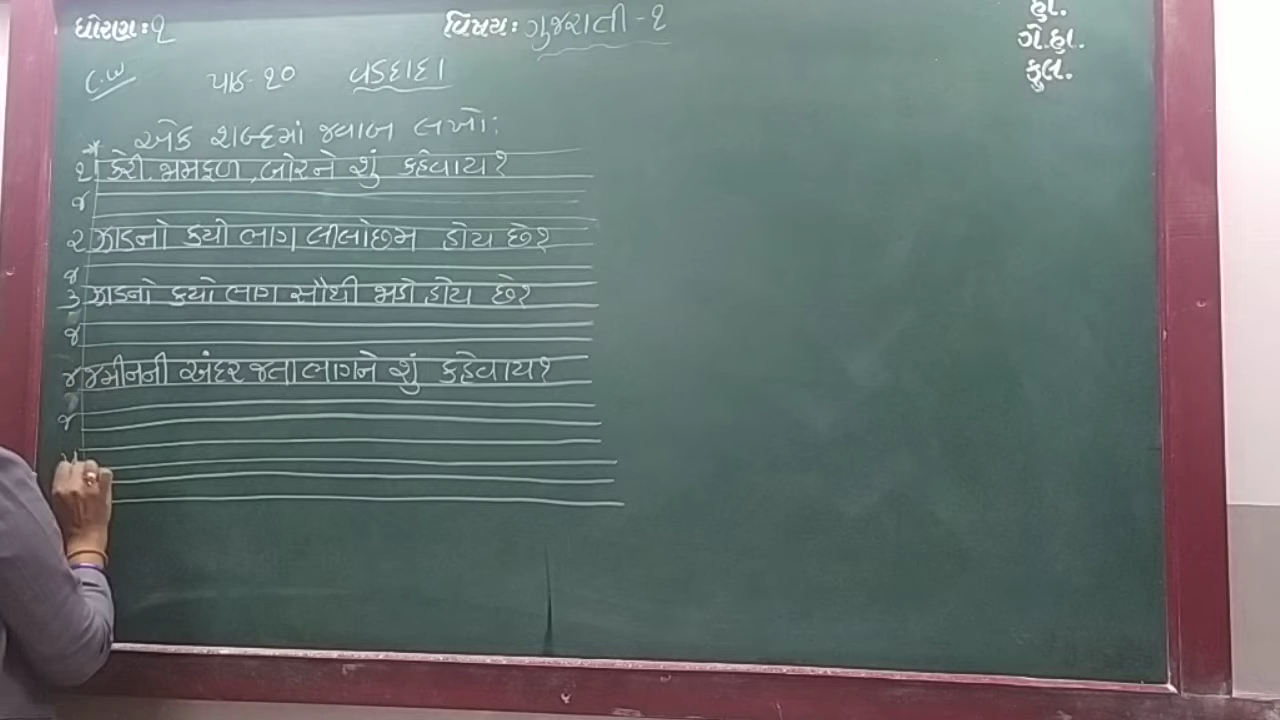 ધોરણ: ૧
વિષય: ગુજરાતી - ૧
હા.
ગે.હા.
કુલ.
C.W
પાઠ - ૧૦ વડદાદા
* એક શબ્દમાં જવાબ લખો:
૧ કેરી, જામફળ, બોરને શું કહેવાય?
જ
૨ ઝાડનો કયો ભાગ લીલોછમ હોય છે?
જ
૩ ઝાડનો કયો ભાગ સૌથી જાડો હોય છે?
જ
૪ જમીનની અંદર જતા ભાગને શું કહેવાય?
જ